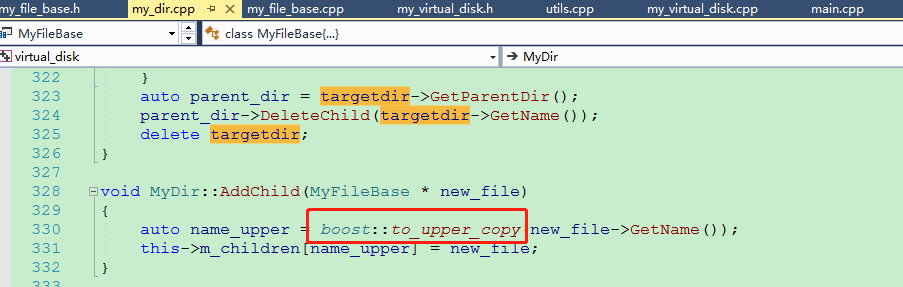 my_file_base.h my_dir.cpp my_file_base.cpp my_virtual_disk.h utils.cpp my_virtual_disk.cpp main.cpp
MyFileBase class MyFileBase{...}
virtual_disk MyDir
322 }
323 auto parent_dir = targetdir->GetParentDir();
324 parent_dir->DeleteChild(targetdir->GetName());
325 delete targetdir;
326 }
327
328 void MyDir::AddChild(MyFileBase * new_file)
329 {
330 auto name_upper = boost::to_upper_copy new_file->GetName());
331 this->m_children[name_upper] = new_file;
332 }
333